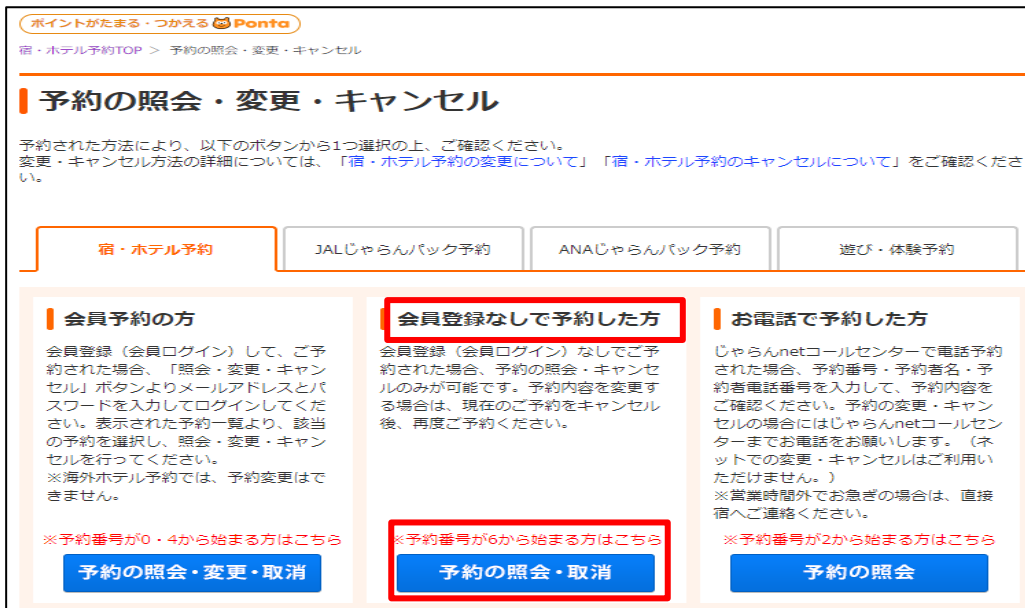 ポイントがたまる・つかえる Ponta
宿・ホテル予約TOP ＞ 予約の照会・変更・キャンセル
予約の照会・変更・キャンセル
予約された方法により、以下のボタンから1つ選択の上、ご確認ください。
変更・キャンセル方法の詳細については、「宿・ホテル予約の変更について」「宿・ホテル予約のキャンセルについて」をご確認くださ
い。
宿・ホテル予約
JALじゃらんパック予約
ANAじゃらんパック予約
遊び・体験予約
会員予約の方
会員登録（会員ログイン）して、ご予
約された場合、「照会・変更・キャン
セル」ボタンよりメールアドレスとパ
スワードを入力してログインしてくだ
さい。表示された予約一覧より、該当
の予約を選択し、照会・変更・キャン
セルを行ってください。
※海外ホテル予約では、予約変更はで
きません。
※予約番号が0・4から始まる方はこちら
予約の照会・変更・取消
会員登録なしで予約した方
会員登録（会員ログイン）なしでご予
約された場合、予約の照会・キャンセ
ルのみが可能です。予約内容を変更す
る場合は、現在のご予約をキャンセル
後、再度ご予約ください。
※予約番号が6から始まる方はこちら
予約の照会・取消
お電話で予約した方
じゃらんnetコールセンターで電話予約
された場合、予約番号・予約者名・予
約者電話番号を入力して、予約内容を
ご確認ください。予約の変更・キャン
セルの場合にはじゃらんnetコールセン
ターまでお電話をお願いします。（ネ
ットでの変更・キャンセルはご利用い
ただけません。）
※営業時間外でお急ぎの場合は、直接
宿へご連絡ください。
※予約番号が2から始まる方はこちら
予約の照会